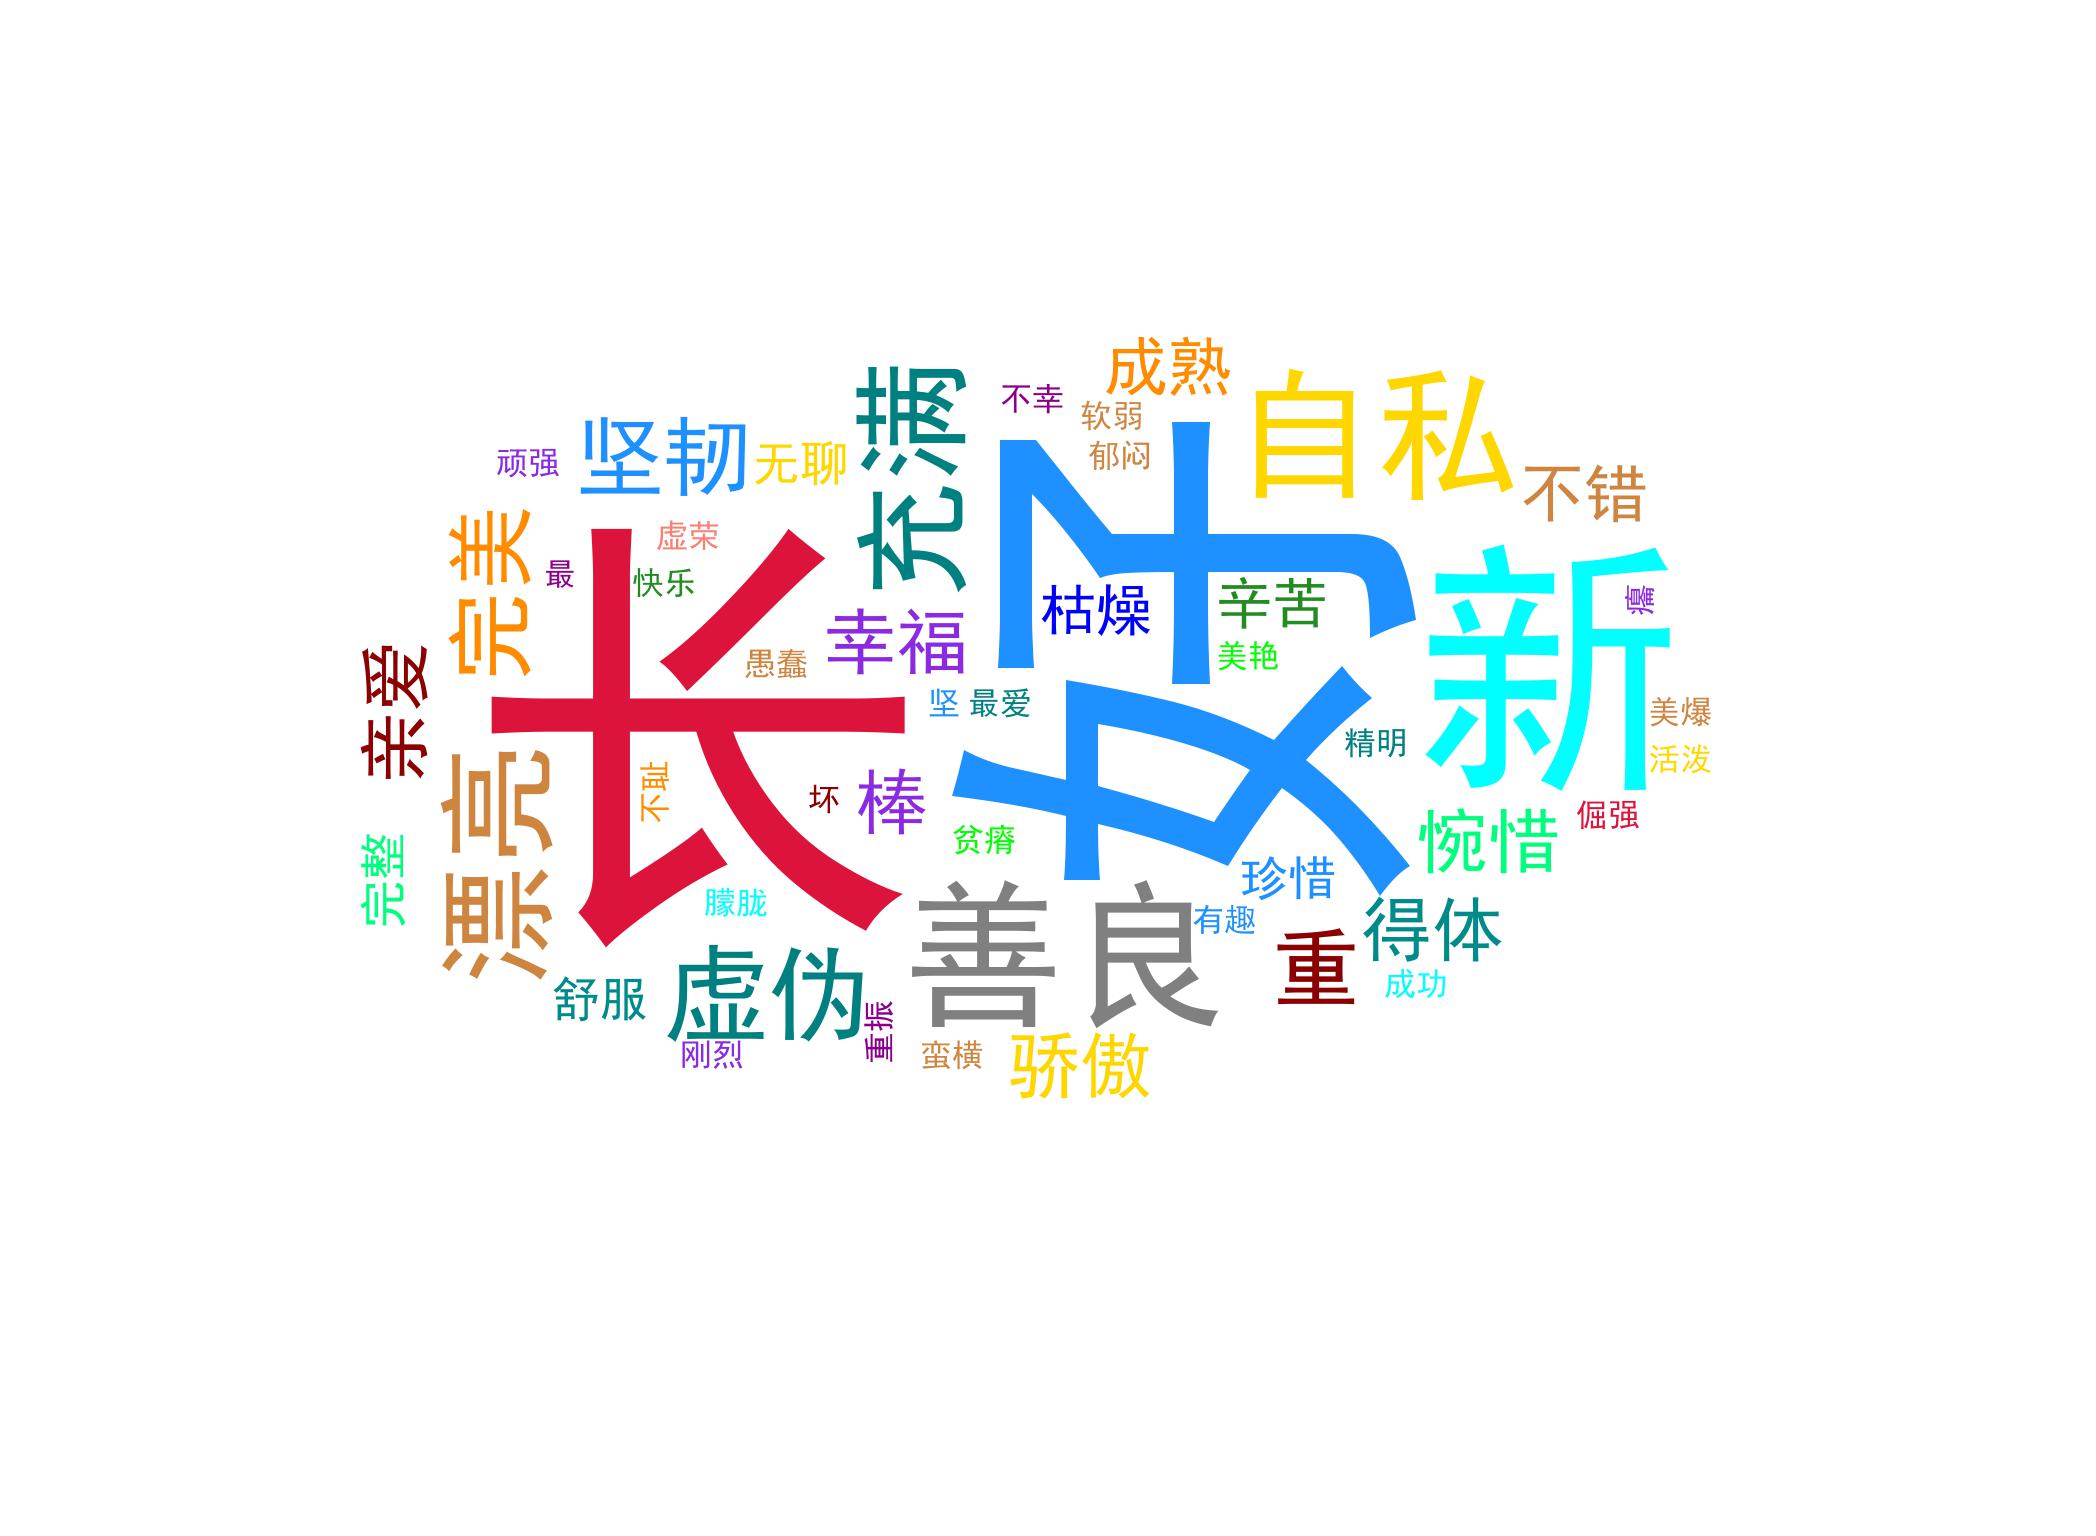 成熟
不幸
软弱
郁闷
自私
充满
坚韧
无聊
顽强
不错
完美
虚荣
最
快乐
长
好
新
枯燥
辛苦
幸福
美艳
愚蠢
亲爱
坚
最爱
美爆
精明
活泼
漂亮
不耻
坏
棒
贫瘠
倔强
惋惜
完整
珍惜
朦胧
善良
有趣
得体
重
成功
舒服
虚伪
重振
刚烈
蛮横
骄傲